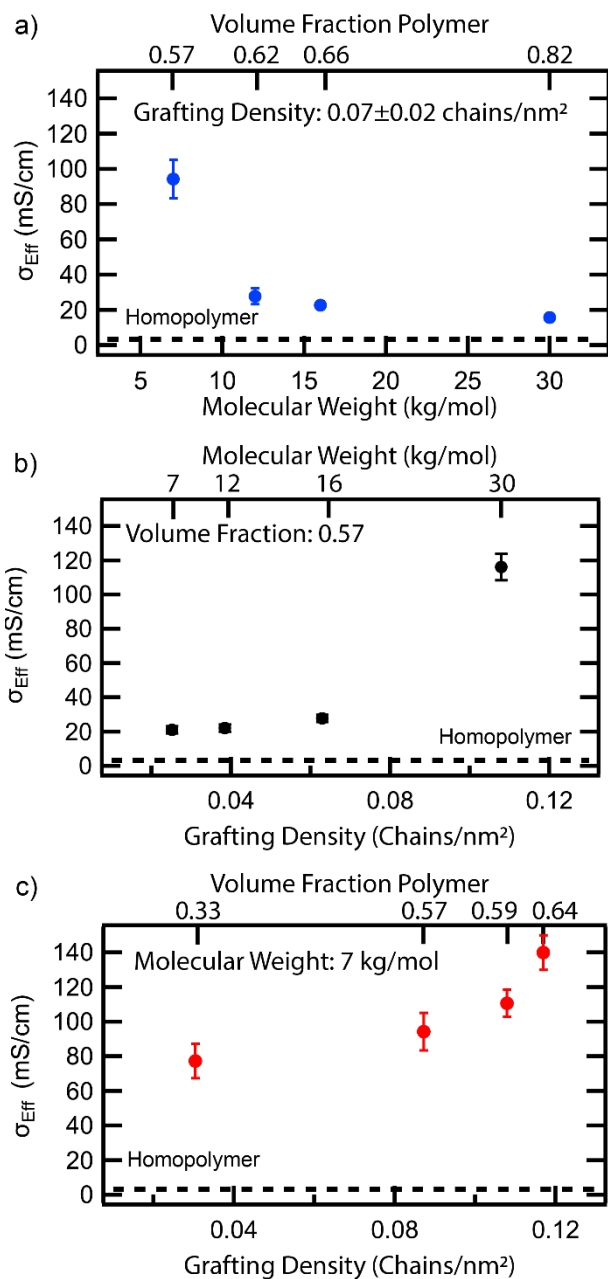 a)
Volume Fraction Polymer
0.57 0.62 0.66 0.82
Grafting Density: 0.07±0.02 chains/nm²
140
120
100
80
60
40
20
0
σEff (mS/cm)
Homopolymer
5 10 15 20 25 30
Molecular Weight (kg/mol)
b)
Molecular Weight (kg/mol)
7 12 16 30
Volume Fraction: 0.57
140
120
100
80
60
40
20
0
σEff (mS/cm)
Homopolymer
0.04 0.08 0.12
Grafting Density (Chains/nm²)
c)
Volume Fraction Polymer
0.33 0.57 0.59 0.64
Molecular Weight: 7 kg/mol
140
120
100
80
60
40
20
0
σEff (mS/cm)
Homopolymer
0.04 0.08 0.12
Grafting Density (Chains/nm²)